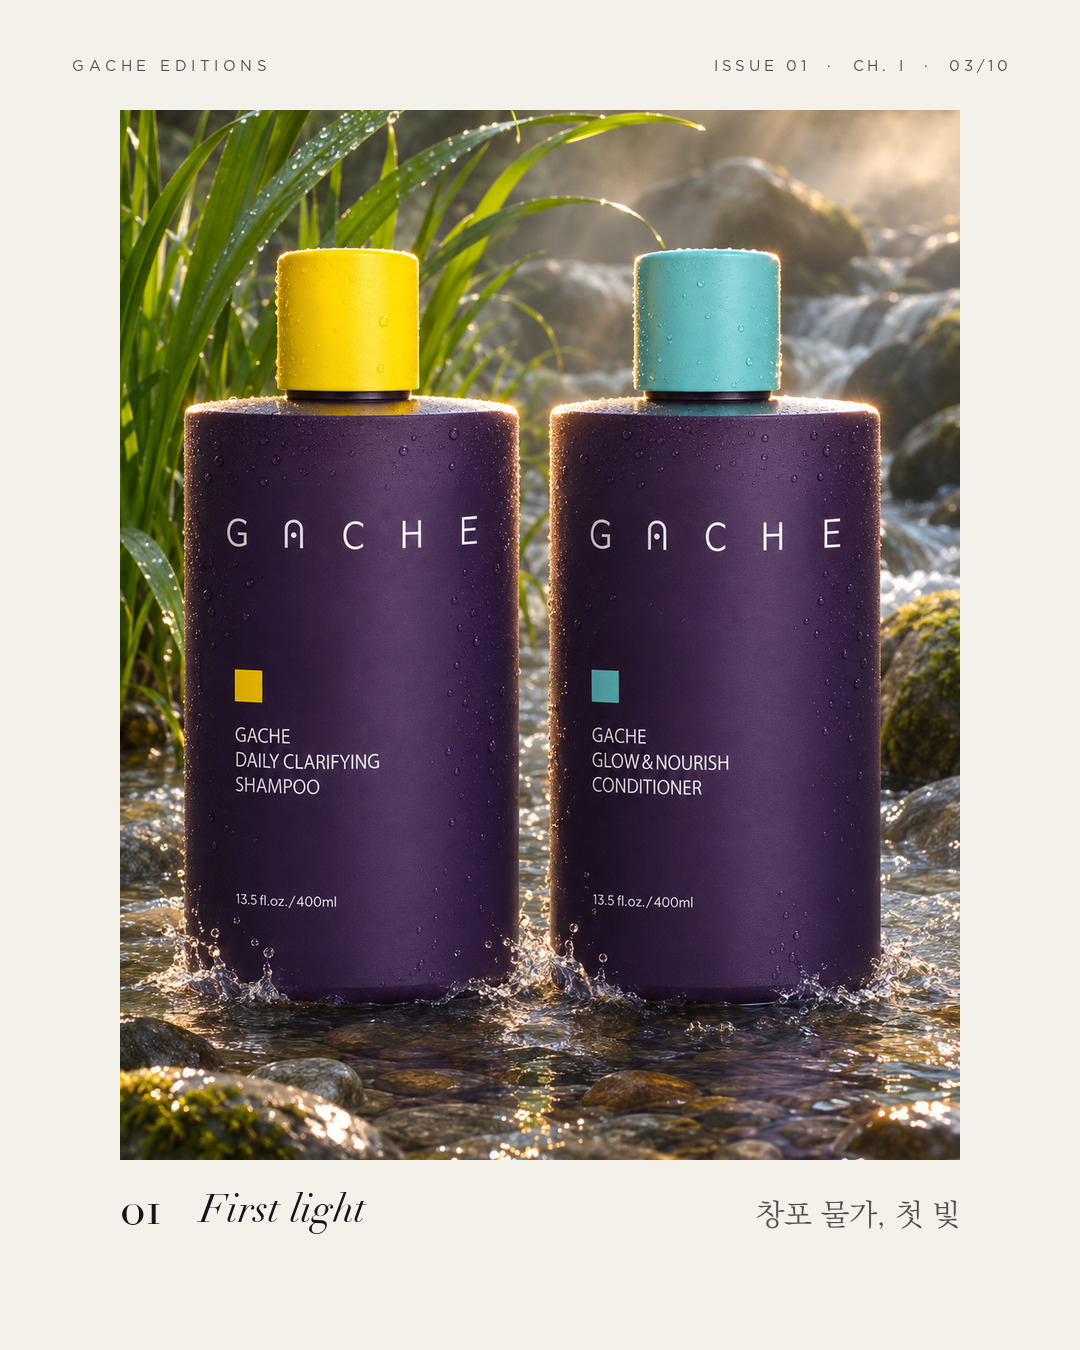 GACHE EDITIONS
ISSUE 01 · CH. I · 03/10
GACHE
GACHE
DAILY CLARIFYING
SHAMPOO
13.5 fl.oz./400ml
GACHE
GACHE
GLOW & NOURISH
CONDITIONER
13.5 fl.oz./400ml
01 First light
창포 물가, 첫 빛